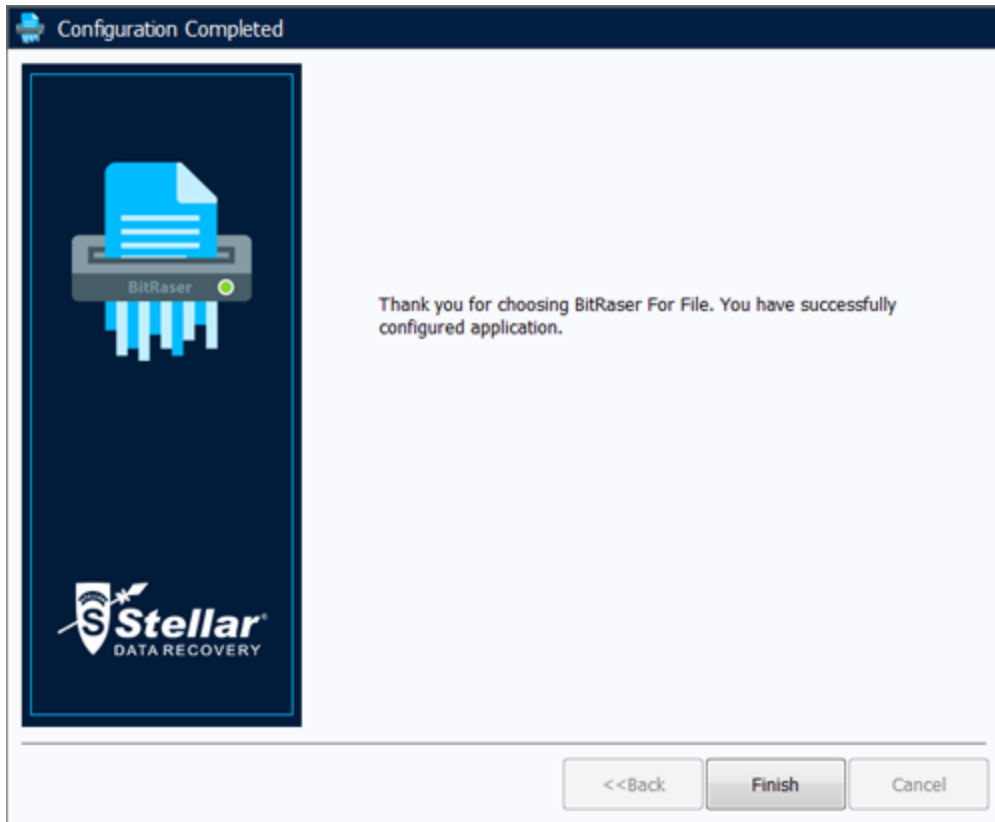 Configuration Completed
BitRaser
Thank you for choosing BitRaser For File. You have successfully
configured application.
S
Stellar®
DATA RECOVERY
<<Back
Finish
Cancel